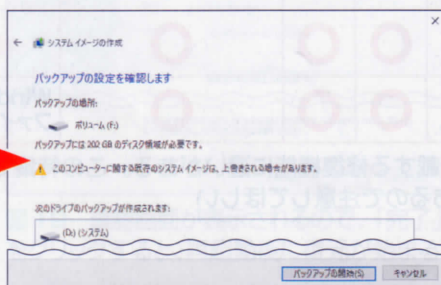 システム イメージの作成
バックアップの設定を確認します
バックアップの場所:
ボリューム (F:)
バックアップには 202 GB のディスク領域が必要です。
このコンピューターに関する既存のシステム イメージは、上書きされる場合があります。
次のドライブのバックアップが作成されます:
(D:) (システム)
バックアップの開始(S)
キャンセル